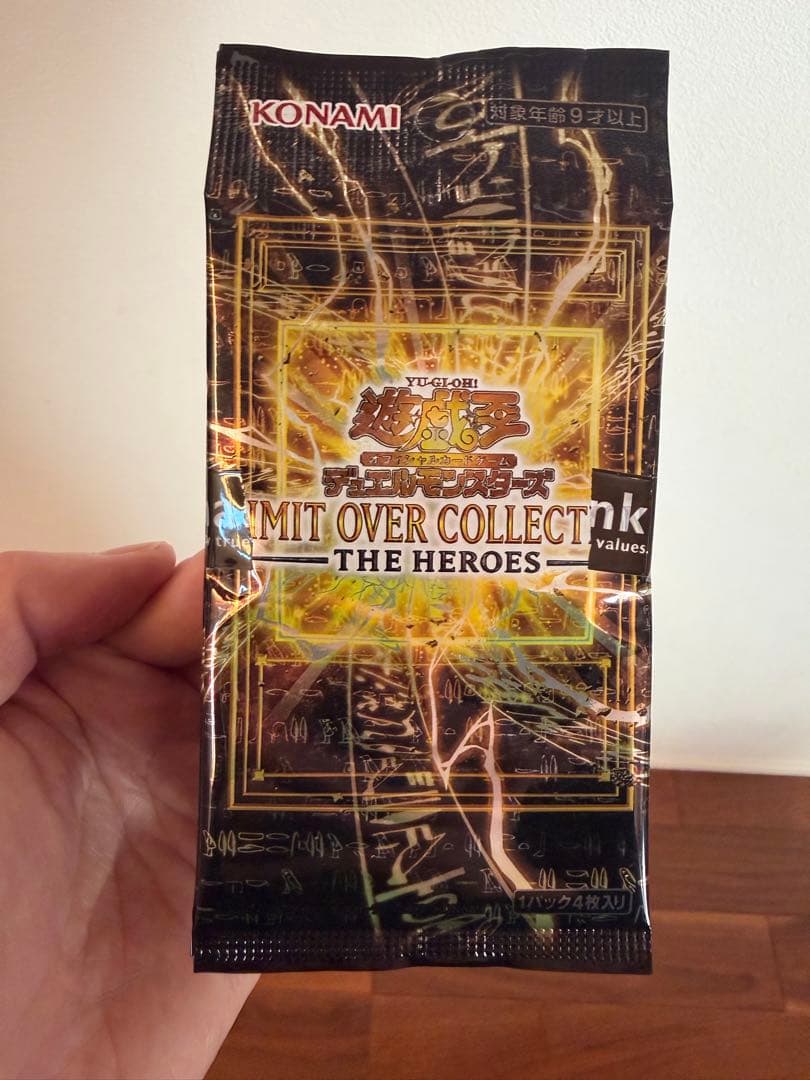 KONAMI
対象年齢9才以上
YU-GI-OH!
遊戯王
オフィシャルカードゲーム
デュエルモンスターズ
IMIT OVER COLLECT
THE HEROES
nk
true
values.
1パック4枚入り